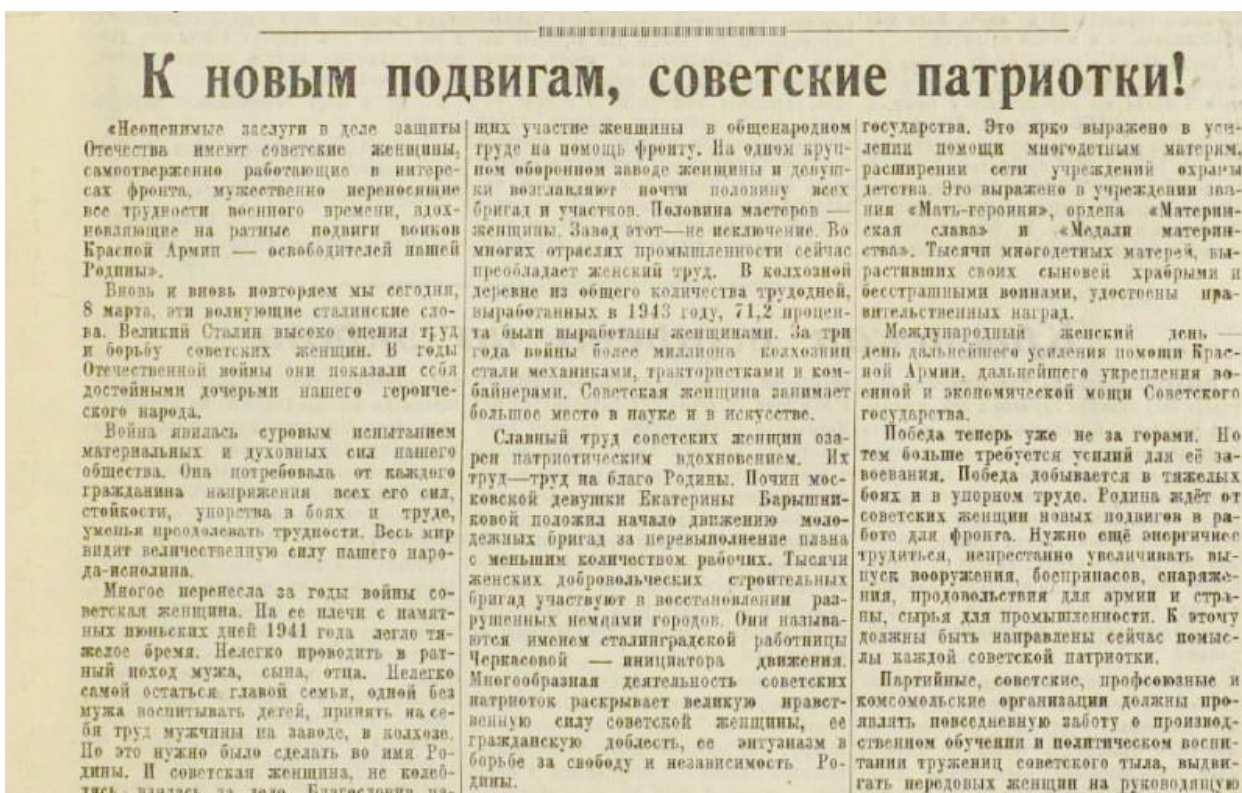 К новым подвигам, советские патриотки!
«Неоценимые заслуги в деле защиты
Отечества имеют советские женщины,
самоотверженно работающие в интере-
сах фронта, мужественно переносящие
все трудности военного времени, вдох-
новляющие на ратные подвиги воинов
Красной Армии — освободителей нашей
Родины».
Вновь и вновь повторяем мы сегодня,
8 марта, эти волнующие сталинские сло-
ва. Великий Сталин высоко оценил труд
и борьбу советских женщин. В годы
Отечественной войны они показали себя
достойными дочерьми нашего героиче-
ского народа.
Война явилась суровым испытанием
материальных и духовных сил нашего
общества. Она потребовала от каждого
гражданина напряжения всех его сил,
стойкости, упорства в боях и труде,
уменья преодолевать трудности. Весь мир
видит величественную силу нашего наро-
да-исполина.
Многое перенесла за годы войны со-
ветская женщина. На ее плечи с памят-
ных июньских дней 1941 года легло тя-
желое бремя. Нелегко проводить в рат-
ный поход мужа, сына, отца. Нелегко
самой остаться главой семьи, одной без
мужа воспитывать детей, принять на се-
бя труд мужчины на заводе, в колхозе.
Но это нужно было сделать во имя Ро-
дины. И советская женщина, не колеб-
лясь, взялась за дело. Благословив
щих участие женщины в общенародном
труде на помощь фронту. На одном круп-
ном оборонном заводе женщины и девуш-
ки возглавляют почти половину всех
бригад и участков. Половина мастеров —
женщины. Завод этот—не исключение. Во
многих отраслях промышленности сейчас
преобладает женский труд. В колхозной
деревне из общего количества трудодней,
выработанных в 1943 году, 71,2 процен-
та были выработаны женщинами. За три
года войны более миллиона колхозниц
стали механиками, трактористками и ком-
байнерами. Советская женщина занимает
большое место в науке и в искусстве.
Славный труд советских женщин оза-
рен патриотическим вдохновением. Их
труд—труд на благо Родины. Почин мос-
ковской девушки Екатерины Барышни-
ковой положил начало движению моло-
дежных бригад за перевыполнение плана
с меньшим количеством рабочих. Тысячи
женских добровольческих строительных
бригад участвуют в восстановлении раз-
рушенных немцами городов. Они называ-
ются именем сталинградской работницы
Черкасовой — инициатора движения.
Многообразная деятельность советских
патриоток раскрывает великую нравст-
венную силу советской женщины, ее
гражданскую доблесть, ее энтузиазм в
борьбе за свободу и независимость Ро-
дины.
государства. Это ярко выражено в уси-
лении помощи многодетным матерям,
расширении сети учреждений охраны
детства. Это выражено в учреждении зва-
ния «Мать-героиня», ордена «Материн-
ская слава» и «Медали материн-
ства». Тысячи многодетных матерей, вы-
растивших своих сыновей храбрыми и
бесстрашными воинами, удостоены пра-
вительственных наград.
Международный женский день —
день дальнейшего усиления помощи Крас-
ной Армии, дальнейшего укрепления во-
енной и экономической мощи Советского
государства.
Победа теперь уже не за горами. Но
тем больше требуется усилий для её за-
воевания. Победа добывается в тяжелых
боях и в упорном труде. Родина ждёт от
советских женщин новых подвигов в ра-
боте для фронта. Нужно ещё энергичнее
трудиться, непрестанно увеличивать вы-
пуск вооружения, боеприпасов, снаряже-
ния, продовольствия для армии и стра-
ны, сырья для промышленности. К этому
должны быть направлены сейчас помыс-
лы каждой советской патриотки.
Партийные, советские, профсоюзные и
комсомольские организации должны про-
являть повседневную заботу о производ-
ственном обучении и политическом воспи-
тании тружениц советского тыла, выдви-
гать передовых женщин на руководящую